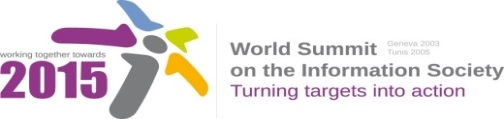 working together towards
2015
World Summit
Geneva 2003
Tunis 2005
on the Information Society
Turning targets into action